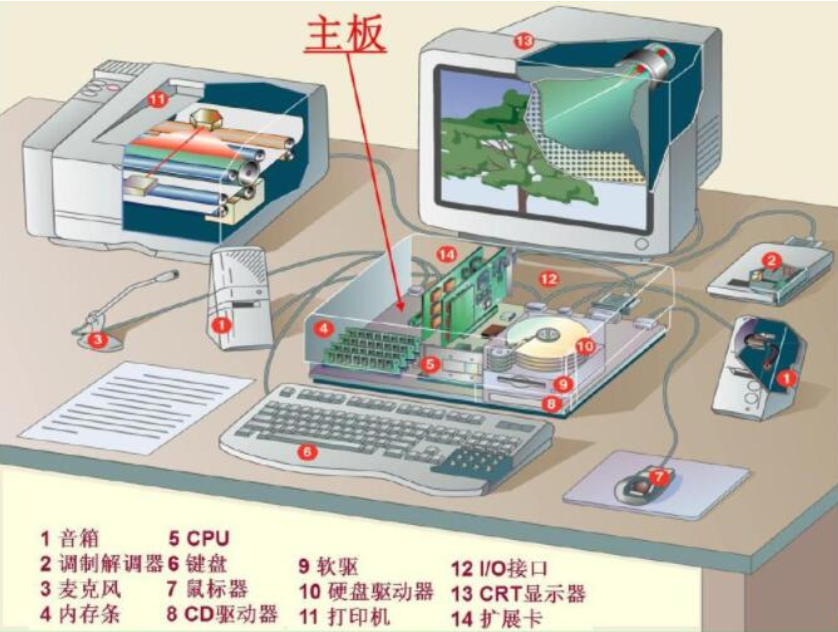 主板
13
11
14
12
2
1
3
4
10
5
9
1
8
6
7
1 音箱
2 调制解调器
3 麦克风
4 内存条
5 CPU
6 键盘
7 鼠标器
8 CD驱动器
9 软驱
10 硬盘驱动器
11 打印机
12 I/O接口
13 CRT显示器
14 扩展卡